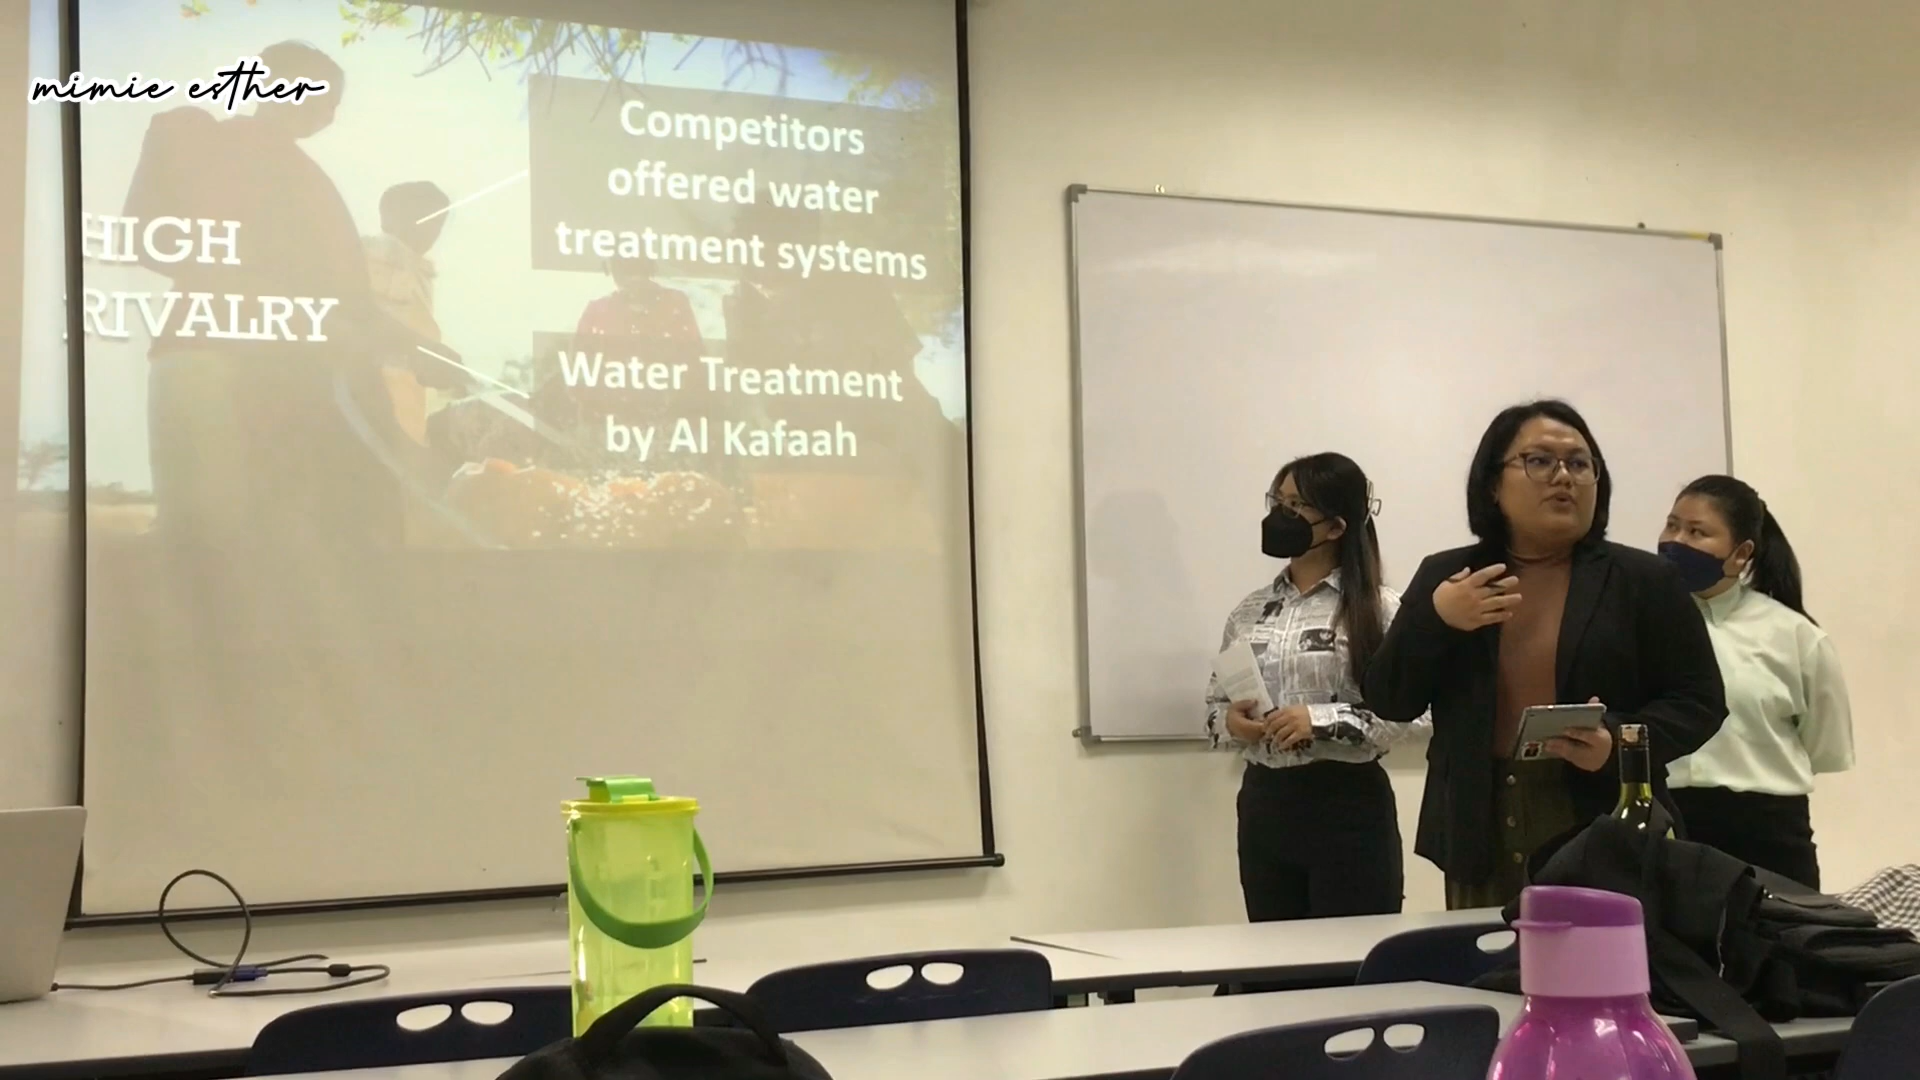 mimie esther
HIGH
RIVALRY
Competitors
offered water
treatment systems
Water Treatment
by Al Kafaah